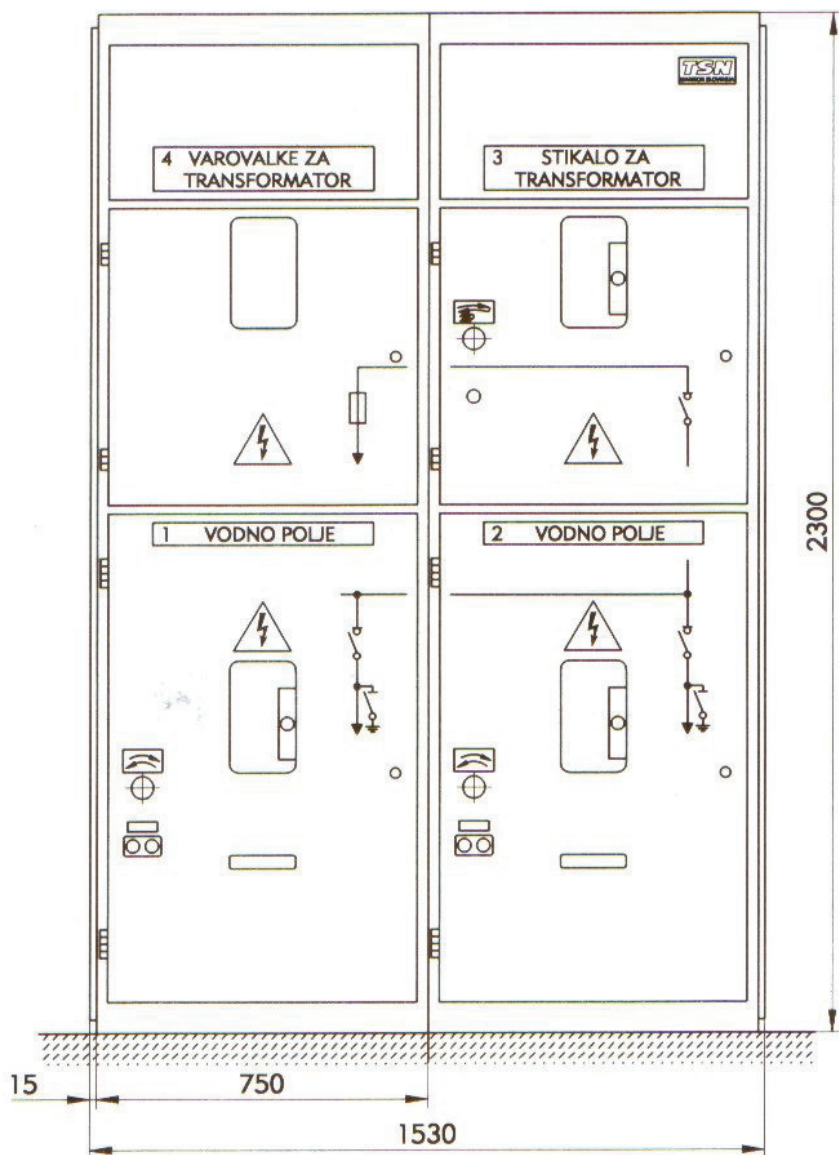 TSN
4 VAROVALKE ZA
TRANSFORMATOR
3 STIKALO ZA
TRANSFORMATOR
1 VODNO POLJE
2 VODNO POLJE
2300
15
750
1530